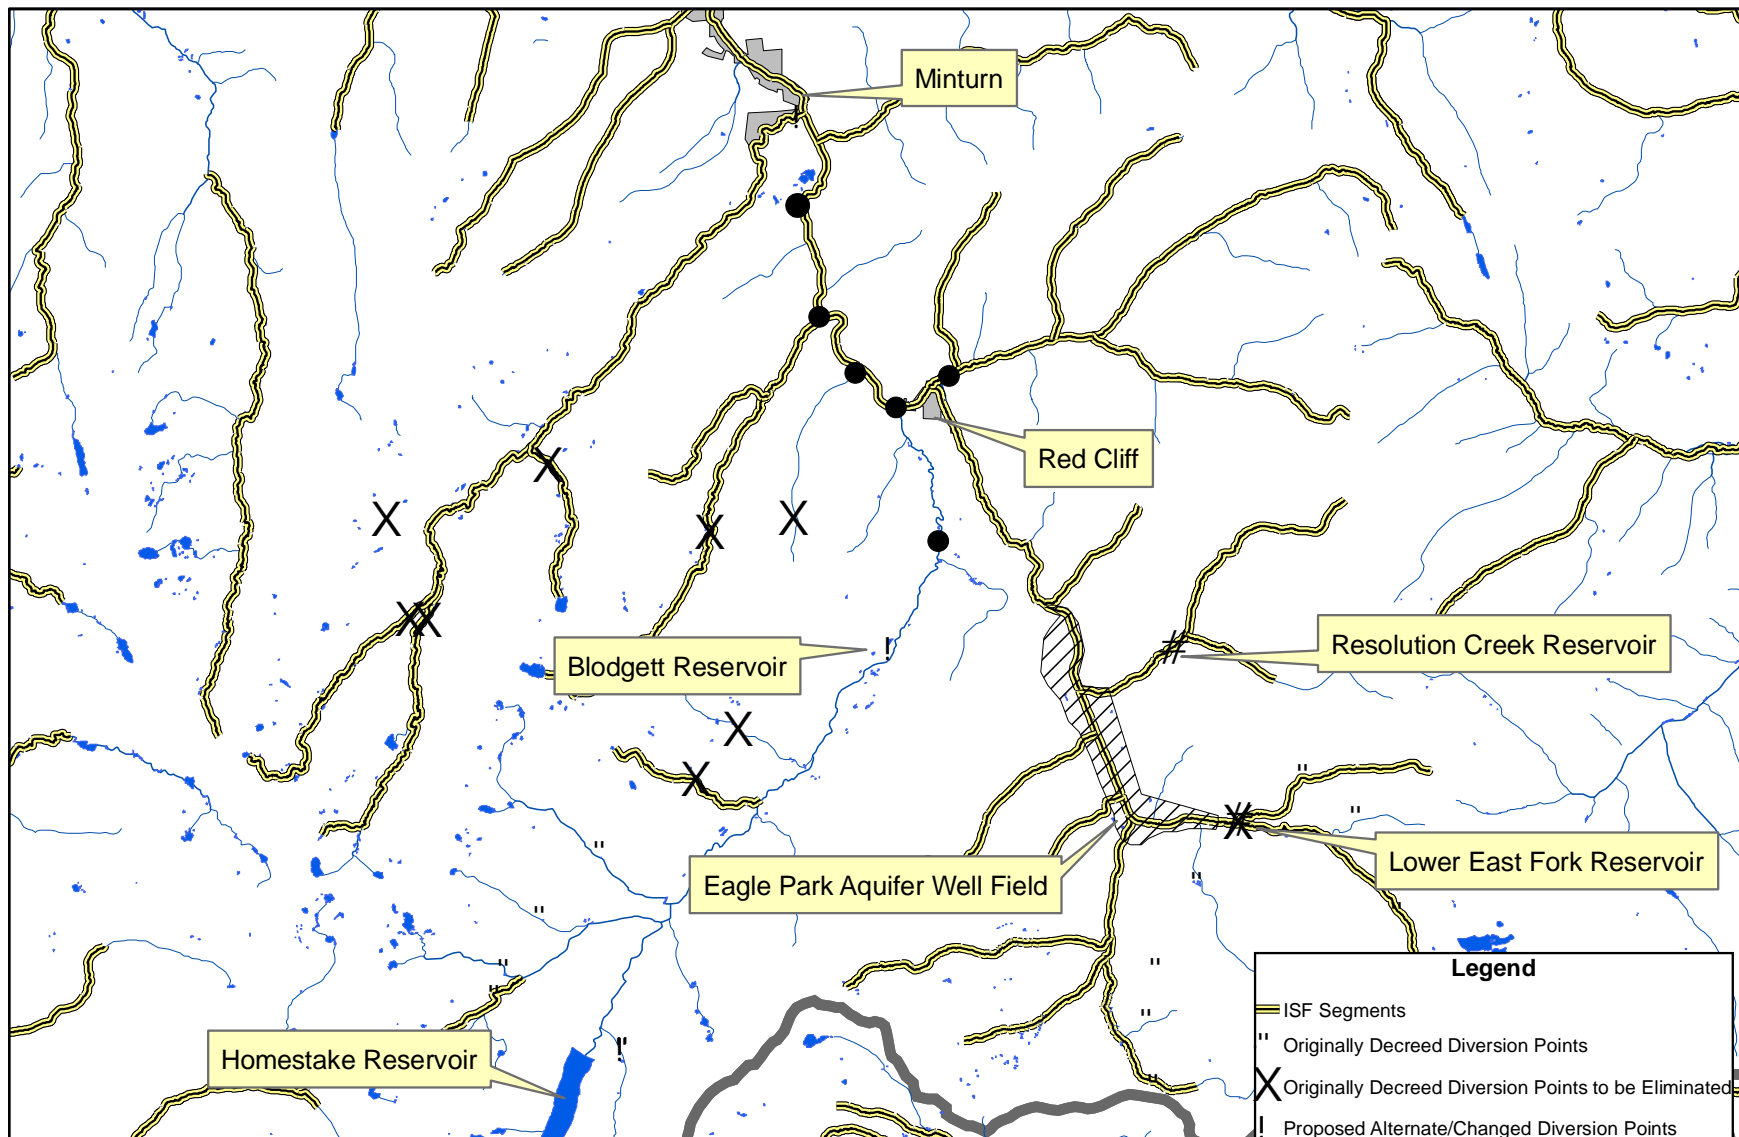 Minturn
Red Cliff
Resolution Creek Reservoir
Blodgett Reservoir
Lower East Fork Reservoir
Eagle Park Aquifer Well Field
Homestake Reservoir
Legend
ISF Segments
" Originally Decreed Diversion Points
X Originally Decreed Diversion Points to be Eliminated
! Proposed Alternate/Changed Diversion Points